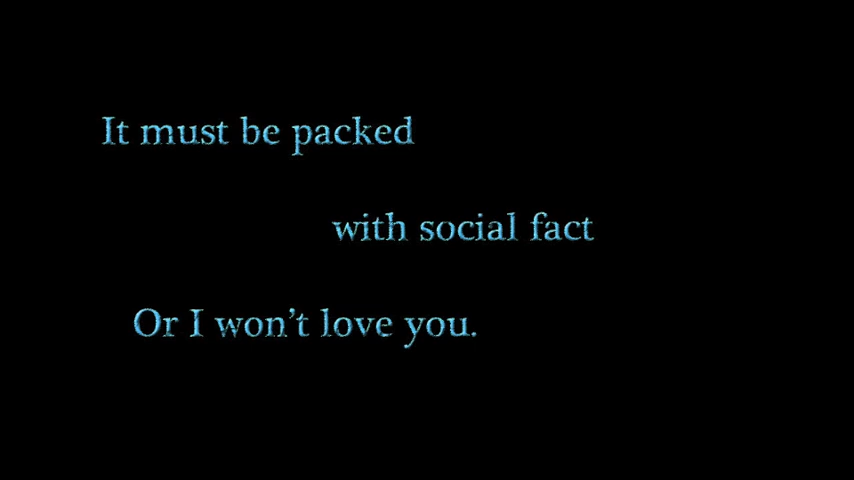 It must be packed
with social fact
Or I won’t love you.